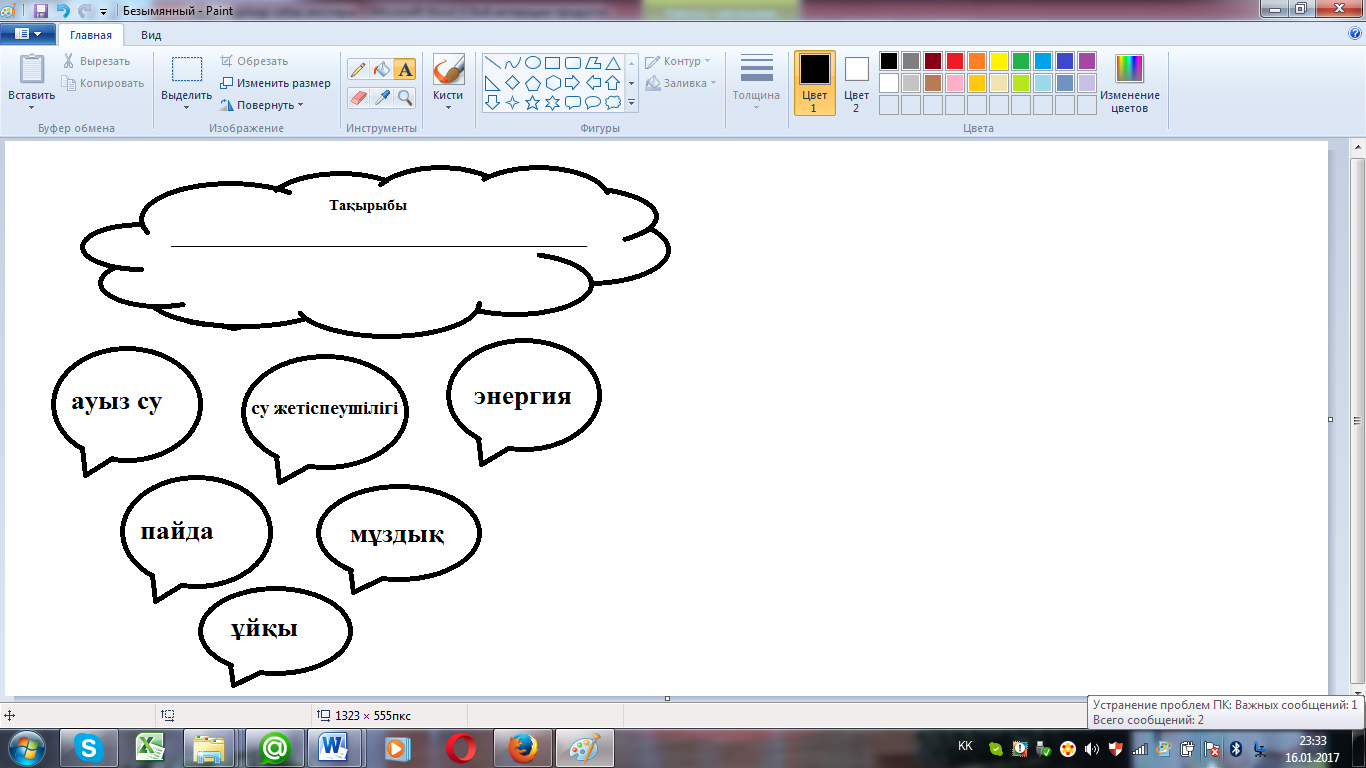 Безымянный - Paint
Главная Вид
Вставить
Вырезать
Копировать
Буфер обмена
Выделить
Обрезать
Изменить размер
Повернуть
Изображение
A
Инструменты
Кисти
Контур
Заливка
Фигуры
Толщина
Цвет
1
Цвет
2
Изменение
цветов
Цвета
Тақырыбы
ауыз су
су жетіспеушілігі
энергия
пайда
мұздық
ұйқы
Устранение проблем ПК: Важных сообщений: 1
Всего сообщений: 2
1323 × 555пкс
KK
23:33
16.01.2017